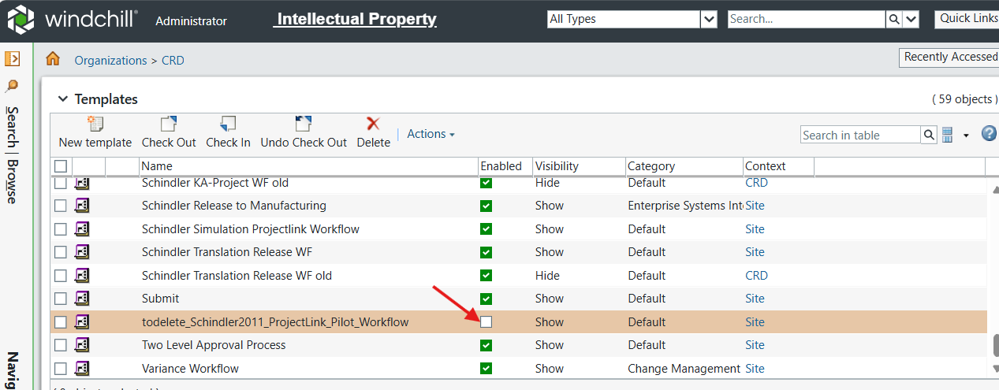 windchill Administrator Intellectual Property All Types Search... Quick Links
Organizations > CRD Recently Accessed
Templates ( 59 objects )
New template Check Out Check In Undo Check Out Delete Actions Search in table
Name Enabled Visibility Category Context
Schindler KA-Project WF old Hide Default CRD
Schindler Release to Manufacturing Show Enterprise Systems Int Site
Schindler Simulation Projectlink Workflow Show Default Site
Schindler Translation Release WF Show Default Site
Schindler Translation Release WF old Hide Default CRD
Submit Show Default Site
todelete_Schindler2011_ProjectLink_Pilot_Workflow Show Default Site
Two Level Approval Process Show Default Site
Variance Workflow Show Change Management Site
Search | Browse
Navig